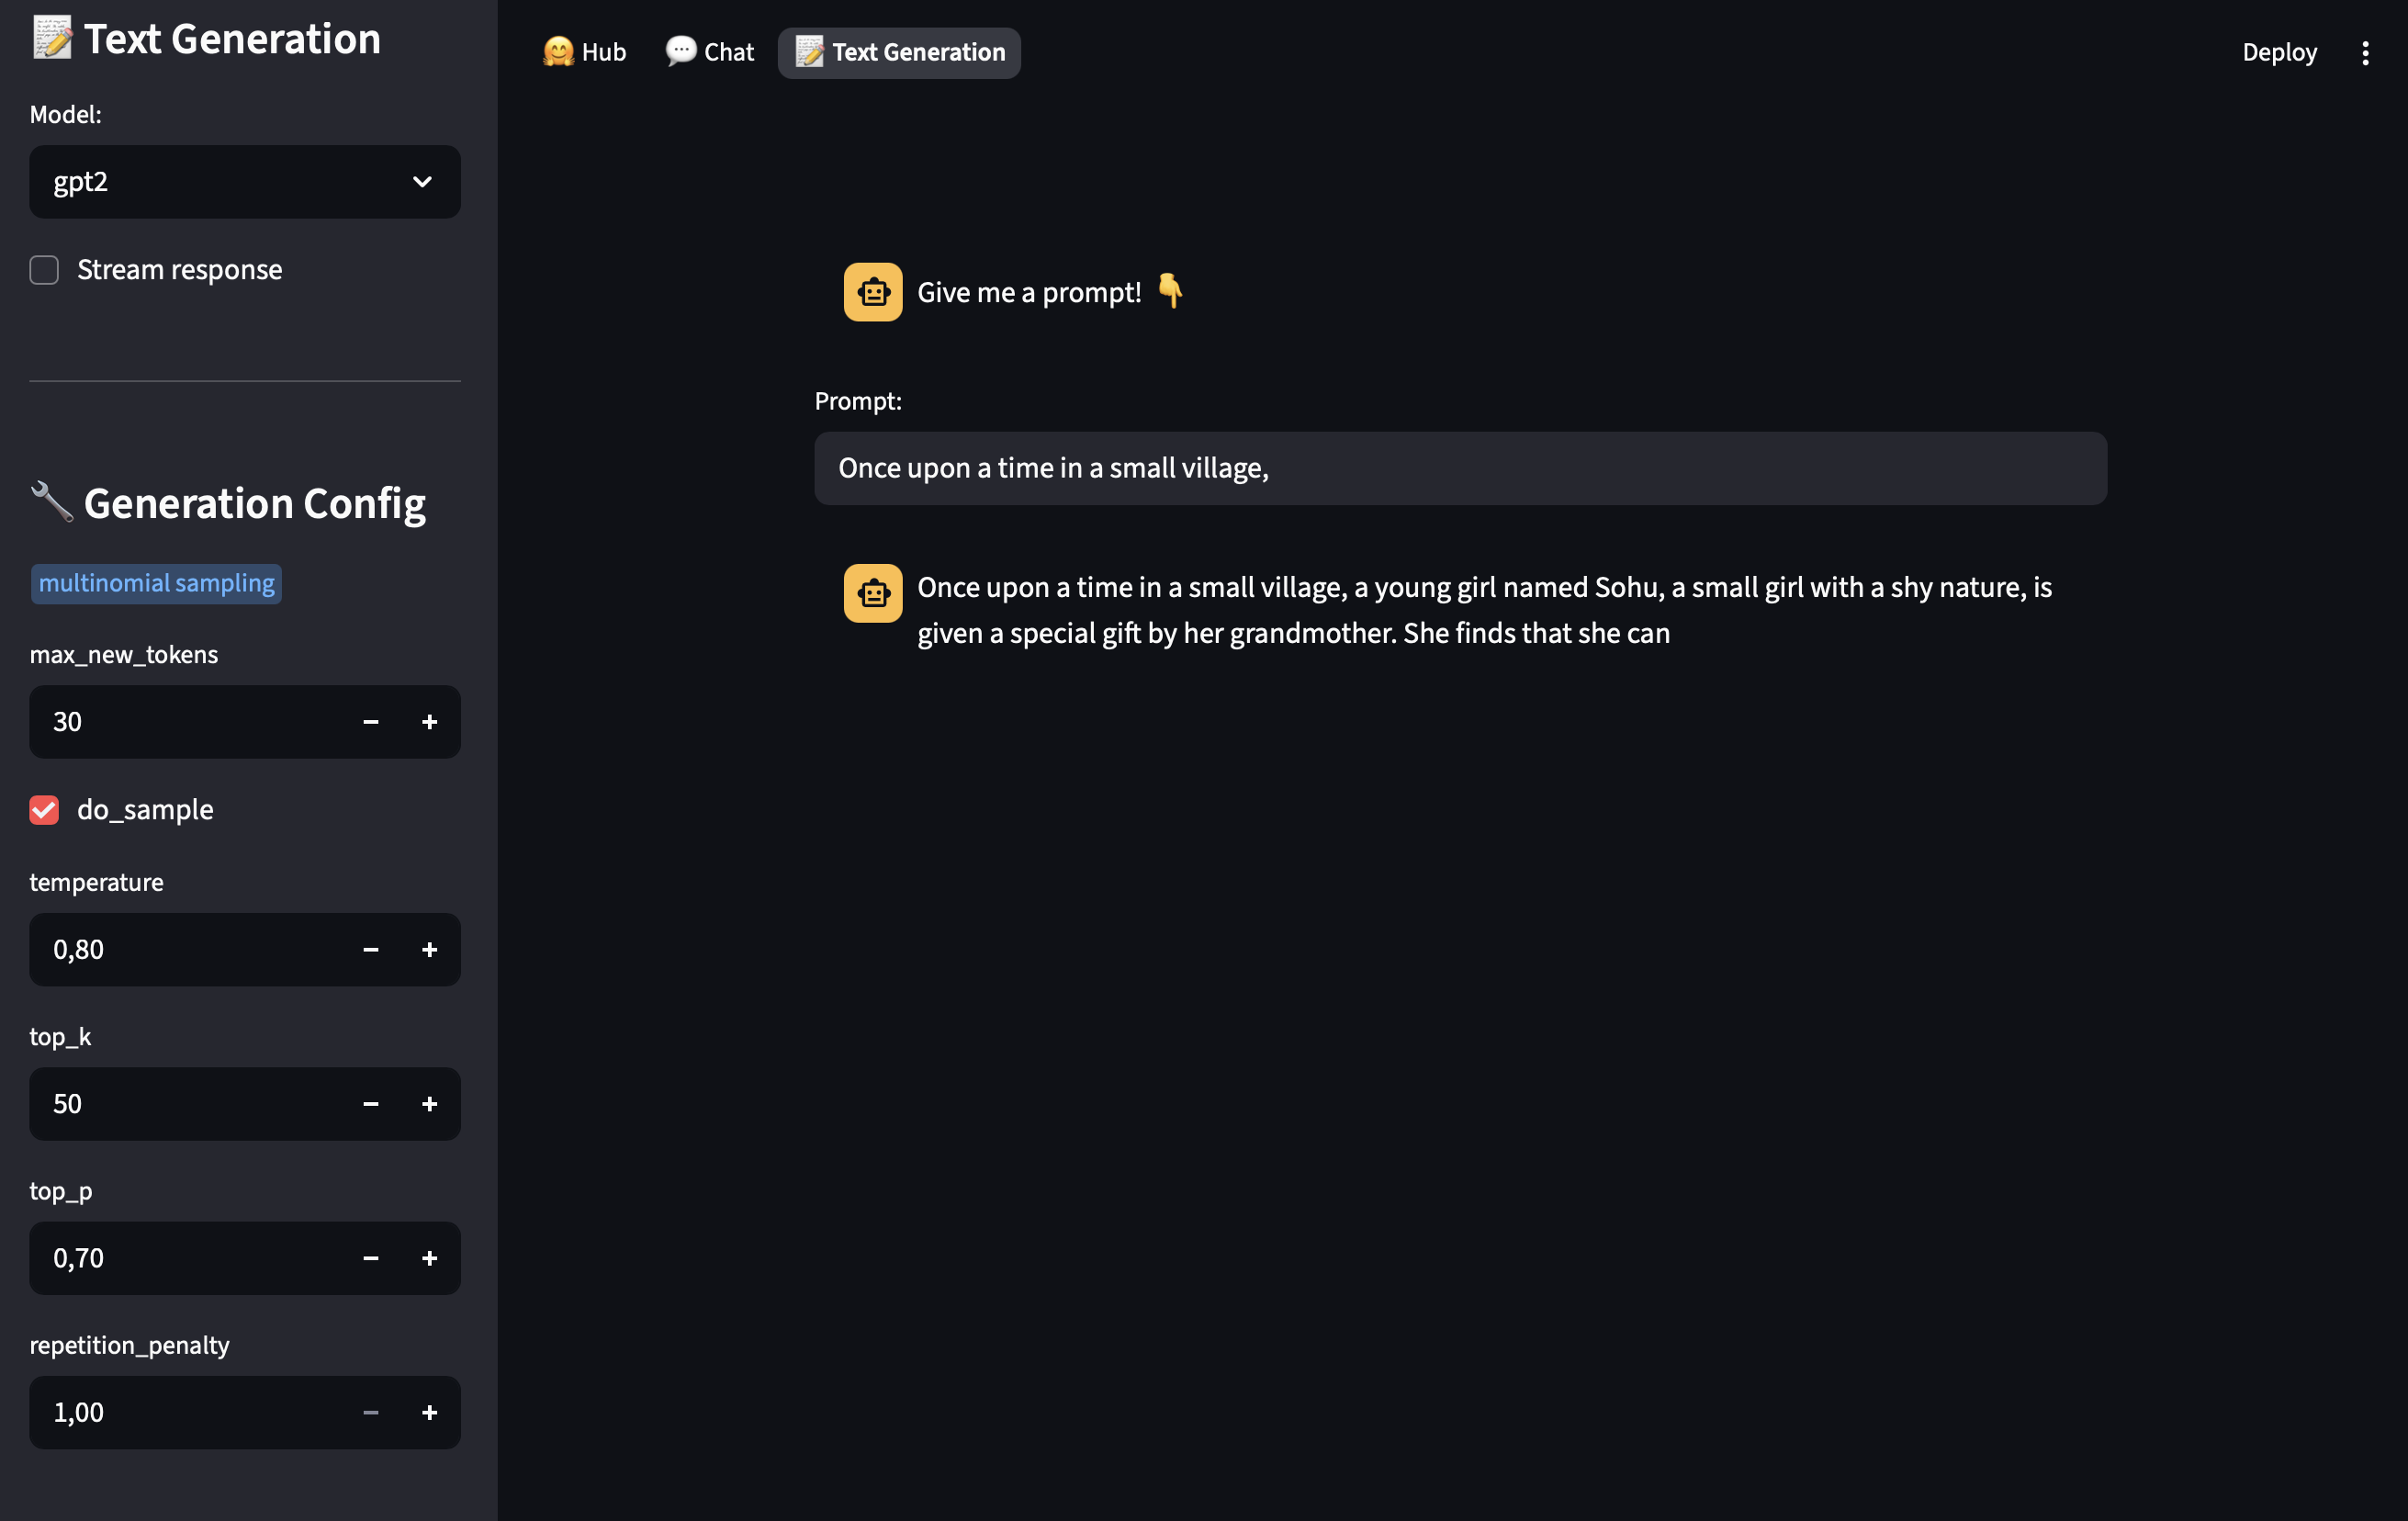 Text Generation
Model:
gpt2
Stream response
Generation Config
multinomial sampling
max_new_tokens
30
do_sample
temperature
0,80
top_k
50
top_p
0,70
repetition_penalty
1,00
Hub
Chat
Text Generation
Deploy
Give me a prompt!
Prompt:
Once upon a time in a small village,
Once upon a time in a small village, a young girl named Sohu, a small girl with a shy nature, is
given a special gift by her grandmother. She finds that she can